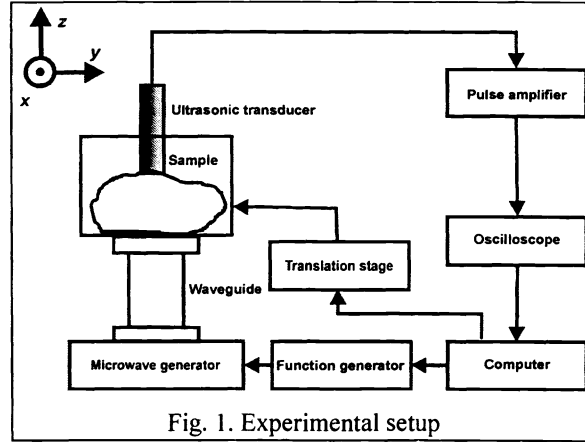 z
y
x
Ultrasonic transducer
Pulse amplifier
Sample
Oscilloscope
Translation stage
Waveguide
Microwave generator
Function generator
Computer
Fig. 1. Experimental setup